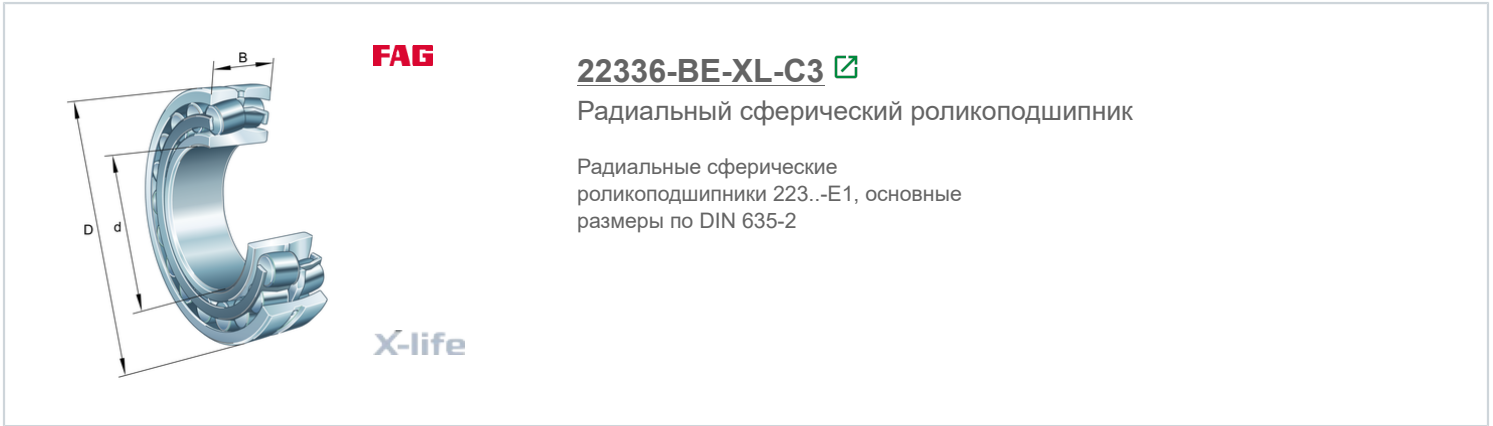 B
FAG
D
d
X-life
22336-BE-XL-C3
Радиальный сферический роликоподшипник
Радиальные сферические
роликоподшипники 223..-E1, основные
размеры по DIN 635-2